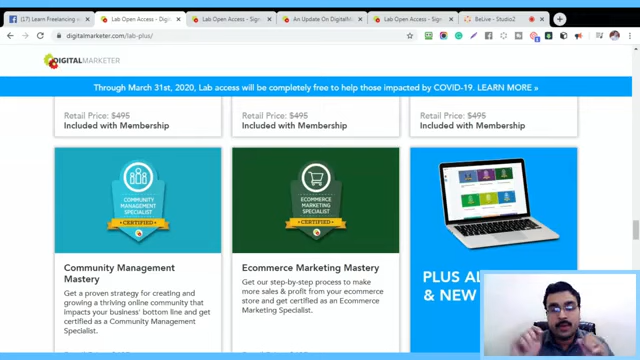 (17) Learn Freelancing w
Lab Open Access - Digi
Lab Open Access - Sign
An Update On DigitalM
Lab Open Access - Sign
BeLive - Studio2
digitalmarketer.com/lab-plus/
DIGITALMARKETER
Through March 31st, 2020, Lab access will be completely free to help those impacted by COVID-19. LEARN MORE »
Retail Price: $495
Included with Membership
Retail Price: $495
Included with Membership
Retail Price: $495
Included with Membership
COMMUNITY
MANAGEMENT
SPECIALIST
CERTIFIED
ECOMMERCE
MARKETING
SPECIALIST
CERTIFIED
Community Management
Mastery
Get a proven strategy for creating and
growing a thriving online community that
impacts your business' bottom line and get
certified as a Community Management
Specialist.
Ecommerce Marketing Mastery
Get our step-by-step process to make
more sales & profit from your ecommerce
store and get certified as an Ecommerce
Marketing Specialist.
PLUS AL
& NEW